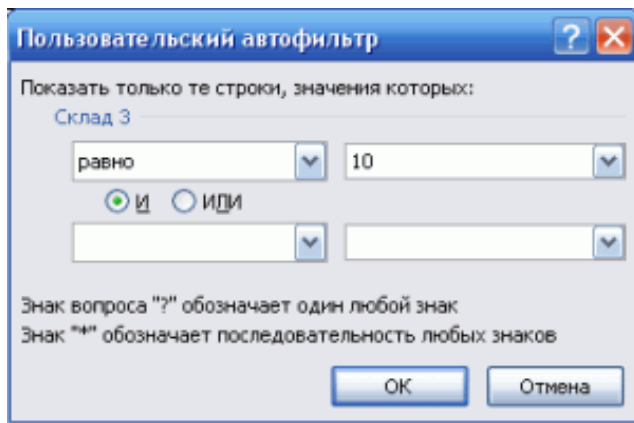 Пользовательский автофильтр
Показать только те строки, значения которых:
Склад 3
равно 10
И ИЛИ
Знак вопроса "?" обозначает один любой знак
Знак "*" обозначает последовательность любых знаков
ОК Отмена